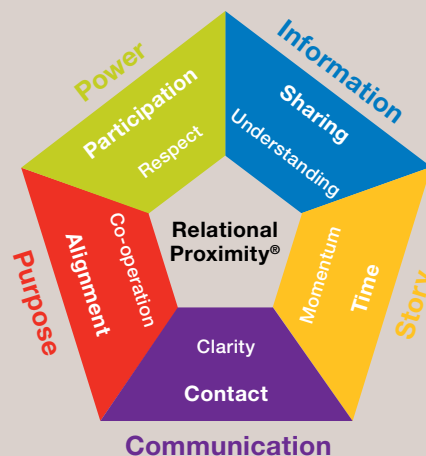 Power
Participation
Respect
Information
Sharing
Understanding
Relational
Proximity®
Purpose
Alignment
Co-operation
Story
Time
Momentum
Clarity
Contact
Communication